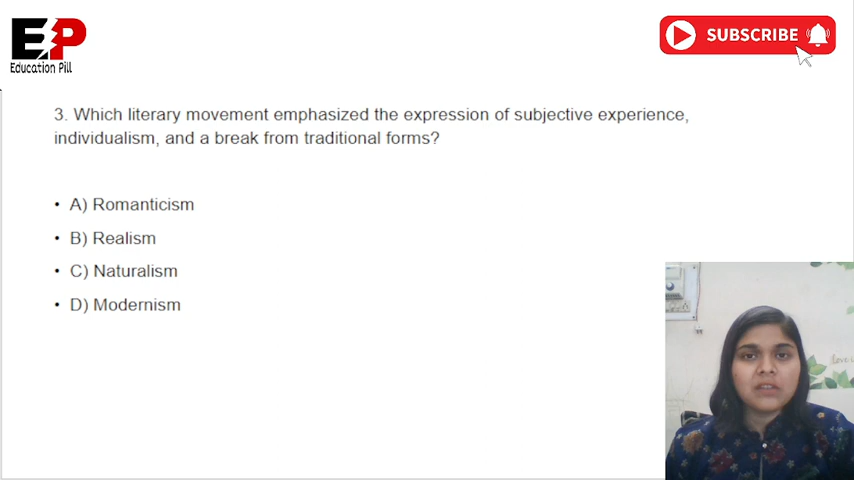 EP
Education Pill
SUBSCRIBE
3. Which literary movement emphasized the expression of subjective experience,
individualism, and a break from traditional forms?
• A) Romanticism
• B) Realism
• C) Naturalism
• D) Modernism